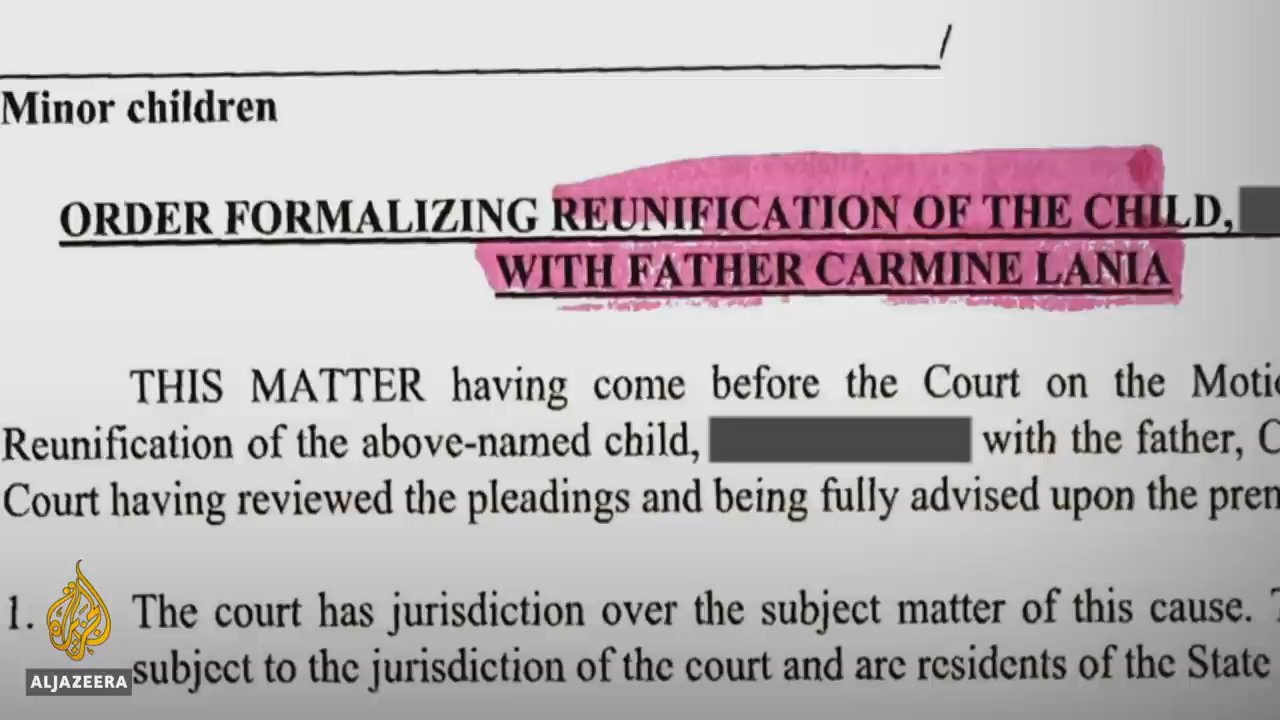 Minor children
ORDER FORMALIZING REUNIFICATION OF THE CHILD,
WITH FATHER CARMINE LANIA
THIS MATTER having come before the Court on the Motio
Reunification of the above-named child, with the father, C
Court having reviewed the pleadings and being fully advised upon the prem
1. The court has jurisdiction over the subject matter of this cause. T
subject to the jurisdiction of the court and are residents of the State
الجزيرة
ALJAZEERA